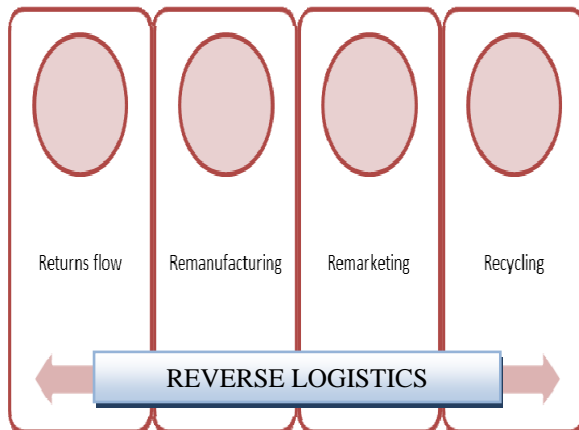 Returns flow
Remanufacturing
Remarketing
Recycling
REVERSE LOGISTICS